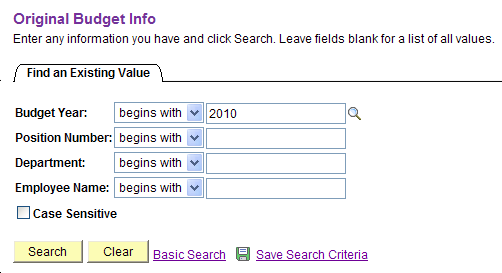 Original Budget Info
Enter any information you have and click Search. Leave fields blank for a list of all values.
Find an Existing Value
Budget Year: begins with 2010
Position Number: begins with
Department: begins with
Employee Name: begins with
Case Sensitive
Search Clear Basic Search Save Search Criteria